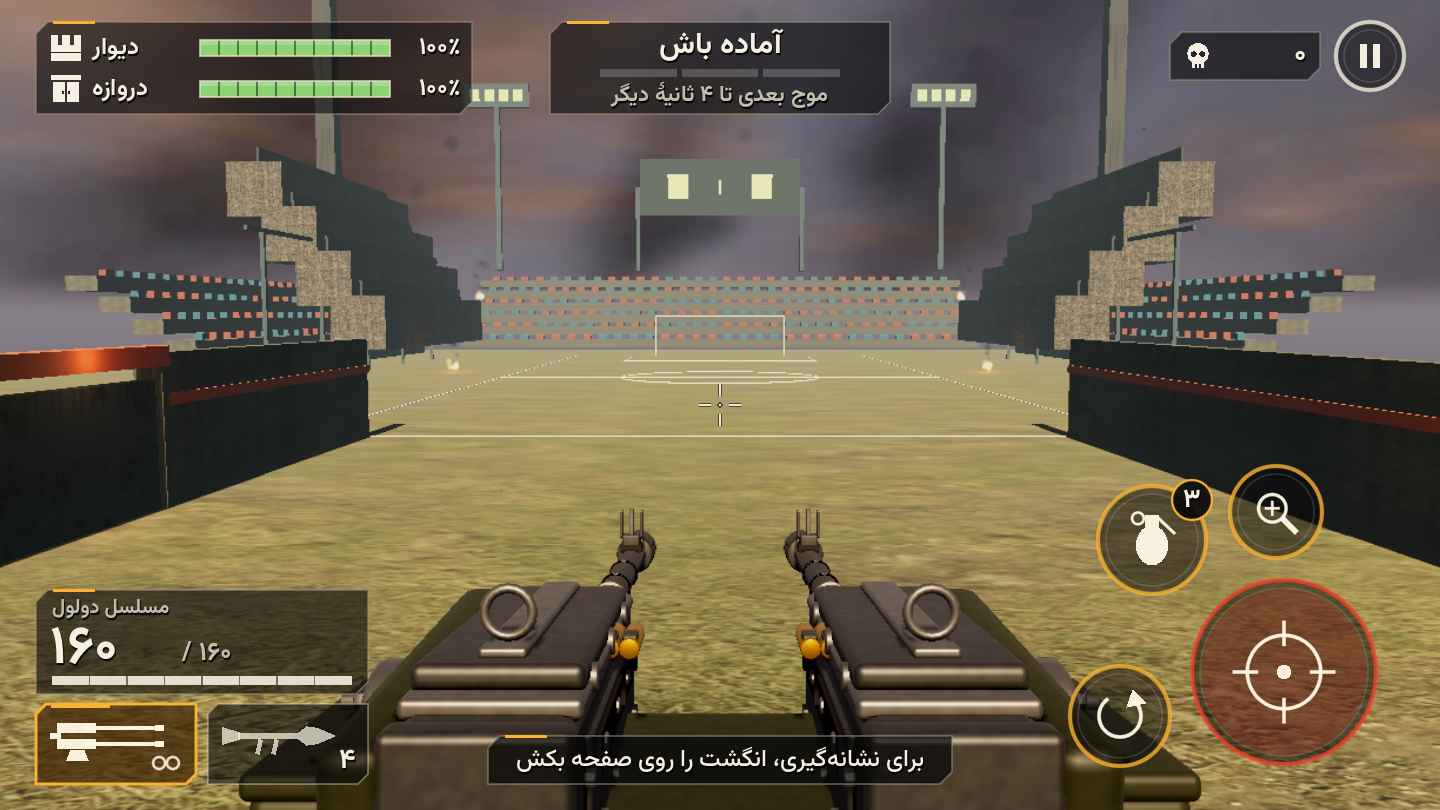 دیوار ۱۰۰٪
دروازه ۱۰۰٪
آماده باش
موج بعدی تا ۴ ثانیهٔ دیگر
۰
۳
مسلسل دولول
۱۶۰ / ۱۶۰
∞
۴
برای نشانه‌گیری، انگشت را روی صفحه بکش